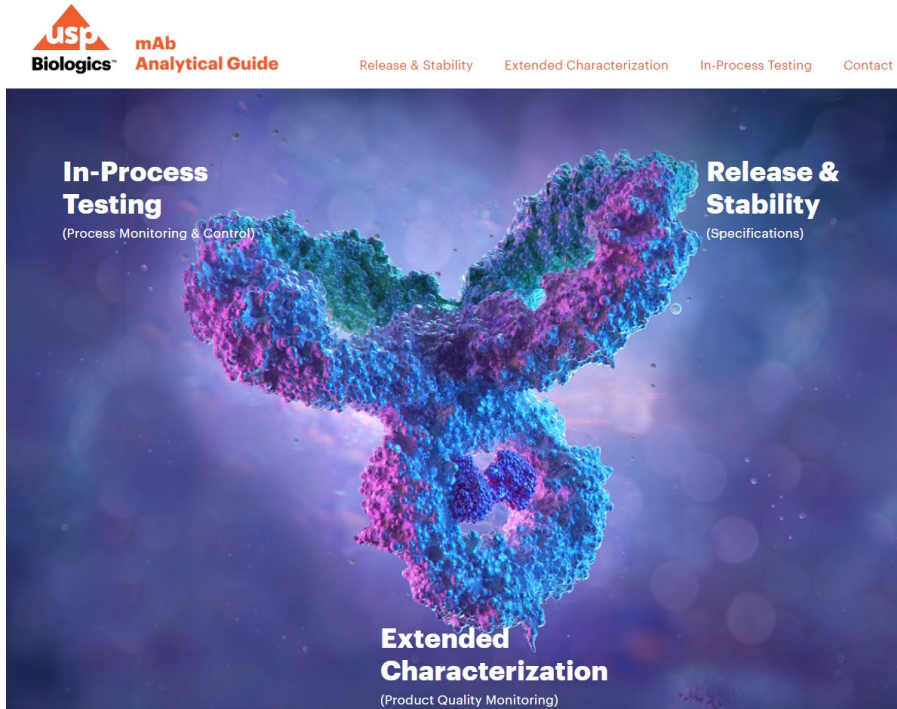 usp
Biologics™
mAb
Analytical Guide
Release & Stability
Extended Characterization
In-Process Testing
Contact
In-Process
Testing
(Process Monitoring & Control)
Release &
Stability
(Specifications)
Extended
Characterization
(Product Quality Monitoring)